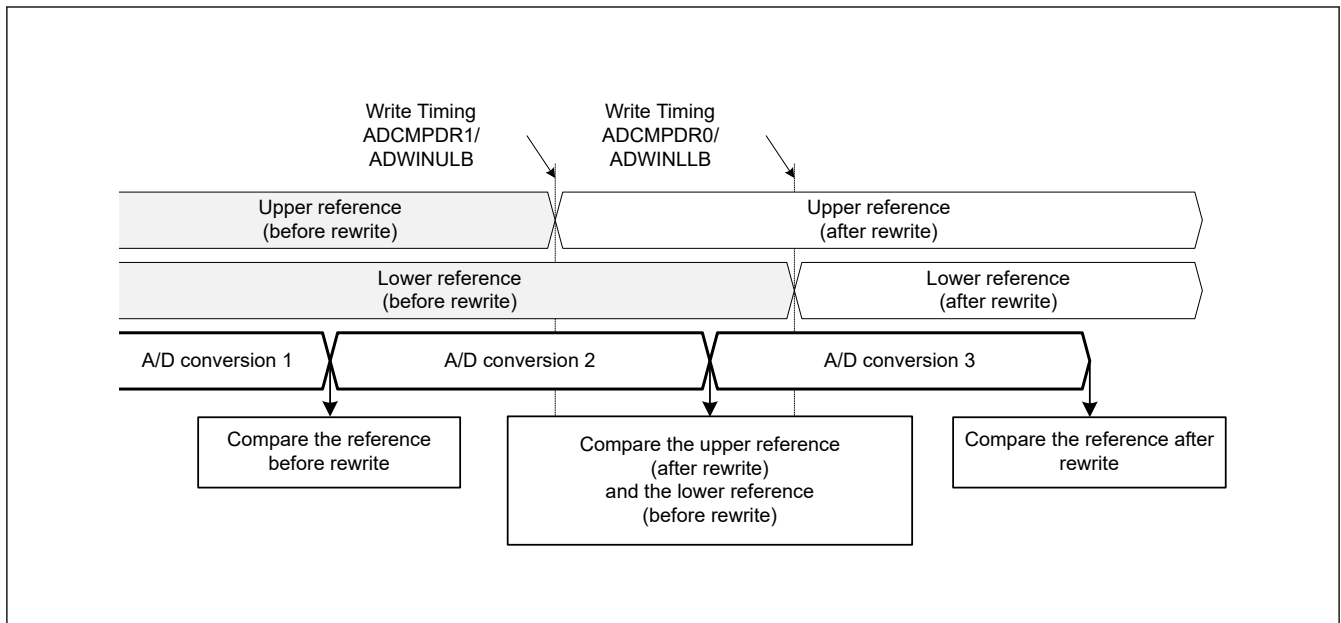 Write Timing
ADCMPDR1/
ADWINULB
Write Timing
ADCMPDR0/
ADWINLLB
Upper reference
(before rewrite)
Upper reference
(after rewrite)
Lower reference
(before rewrite)
Lower reference
(after rewrite)
A/D conversion 1
A/D conversion 2
A/D conversion 3
Compare the reference
before rewrite
Compare the upper reference
(after rewrite)
and the lower reference
(before rewrite)
Compare the reference after
rewrite